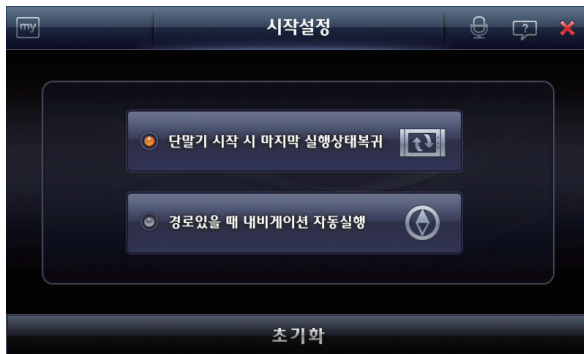 my
시작설정
?
단말기 시작 시 마지막 실행상태복귀
경로있을 때 내비게이션 자동실행
초기화